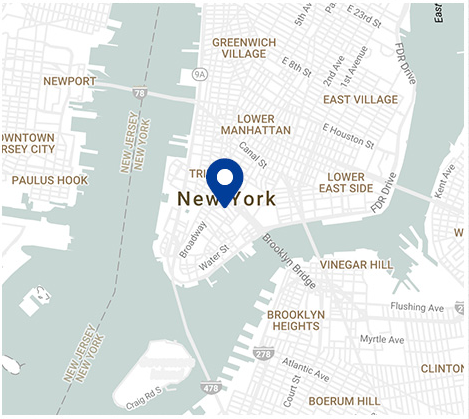 E 23rd St
East
5th Ave
GREENWICH
VILLAGE
FDR Drive
2nd Ave
1st Avenue
E 8th St
9A
NEWPORT
78
EAST VILLAGE
LOWER
MANHATTAN
NEW JERSEY
NEW YORK
E Houston St
OWNTOWN
RSEY CITY
Canal St
PAULUS HOOK
TRI
LOWER
EAST SIDE
Kent Ave
FDR Drive
New York
W
Broadway
Water St
Brooklyn Bridge
VINEGAR HILL
Flushing Ave
BROOKLYN
HEIGHTS
NEW JERSEY
NEW YORK
Myrtle Ave
278
Atlantic Ave
CLINTON
478
Craig Rd S
Court St
BOERUM HILL
278